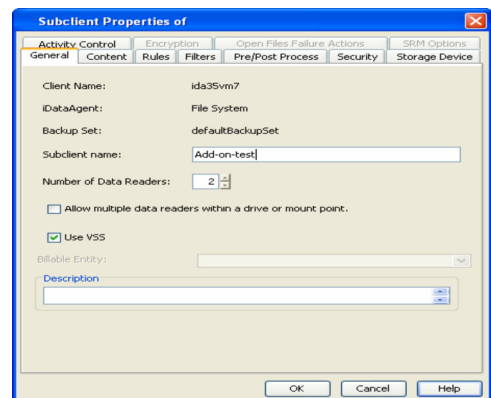 Subclient Properties of
Activity Control Encryption Open Files Failure Actions SRM Options
General Content Rules Filters Pre/Post Process Security Storage Device
Client Name: ida35vm7
iDataAgent: File System
Backup Set: defaultBackupSet
Subclient name: Add-on-test
Number of Data Readers: 2
Allow multiple data readers within a drive or mount point.
Use VSS
Billable Entity:
Description
OK Cancel Help